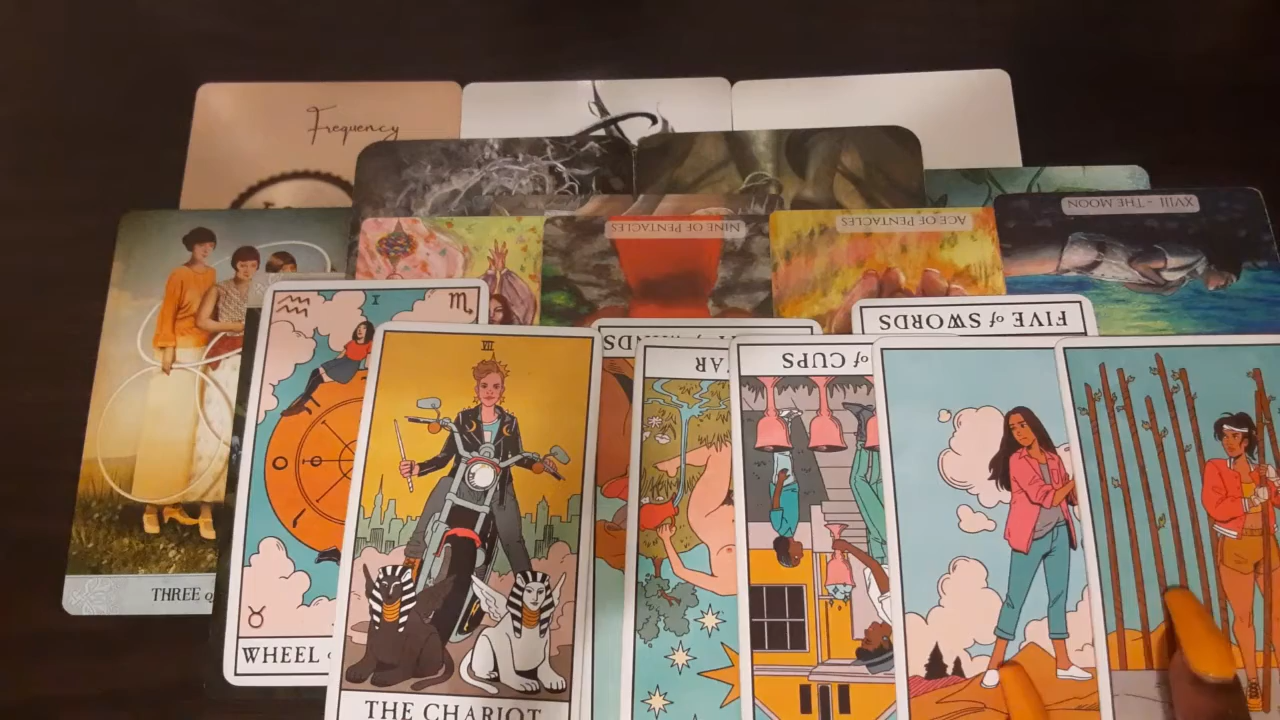 Frequency
XVIII - THE MOON
NINE OF PENTACLES
ACE OF PENTACLES
FIVE of SWORDS
of CUPS
I
VII
THREE
WHEEL
THE CHARIOT